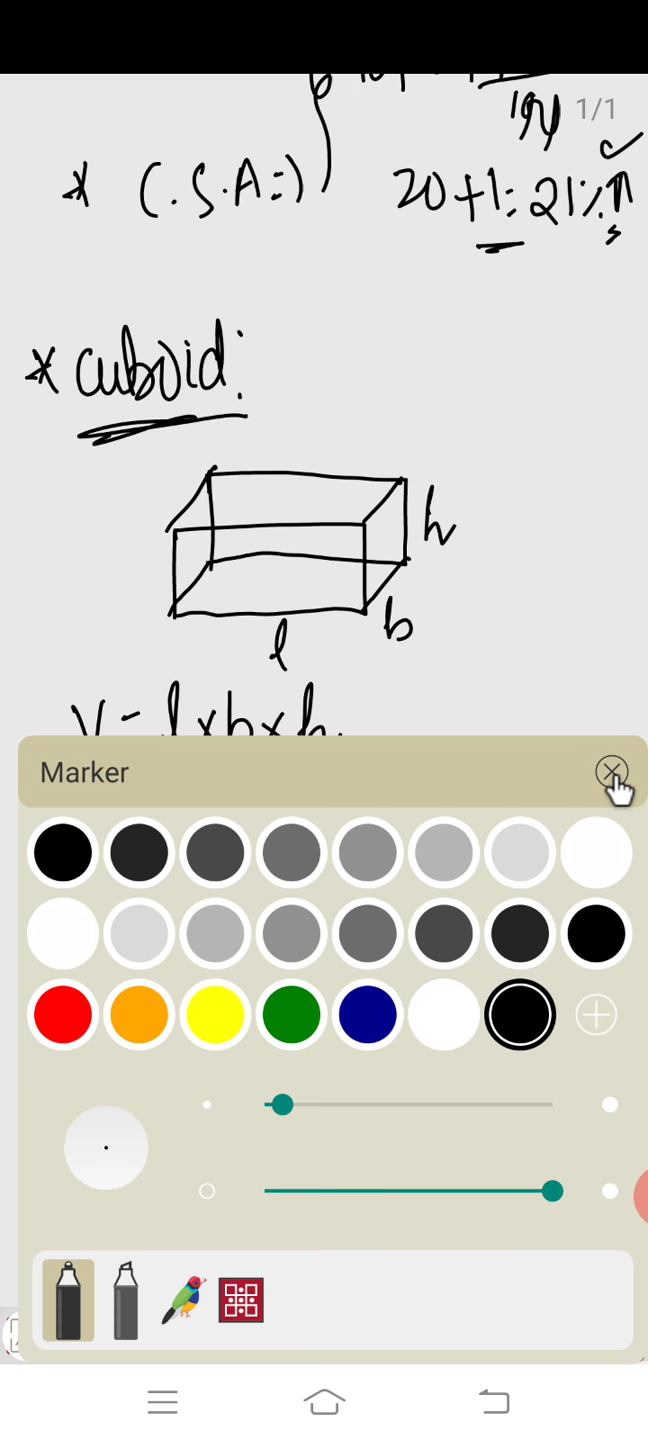 1/1
* C.S.A =)
20 + 1 = 21% ↑
* cuboid:
h
b
l
V = l × b × h
Marker